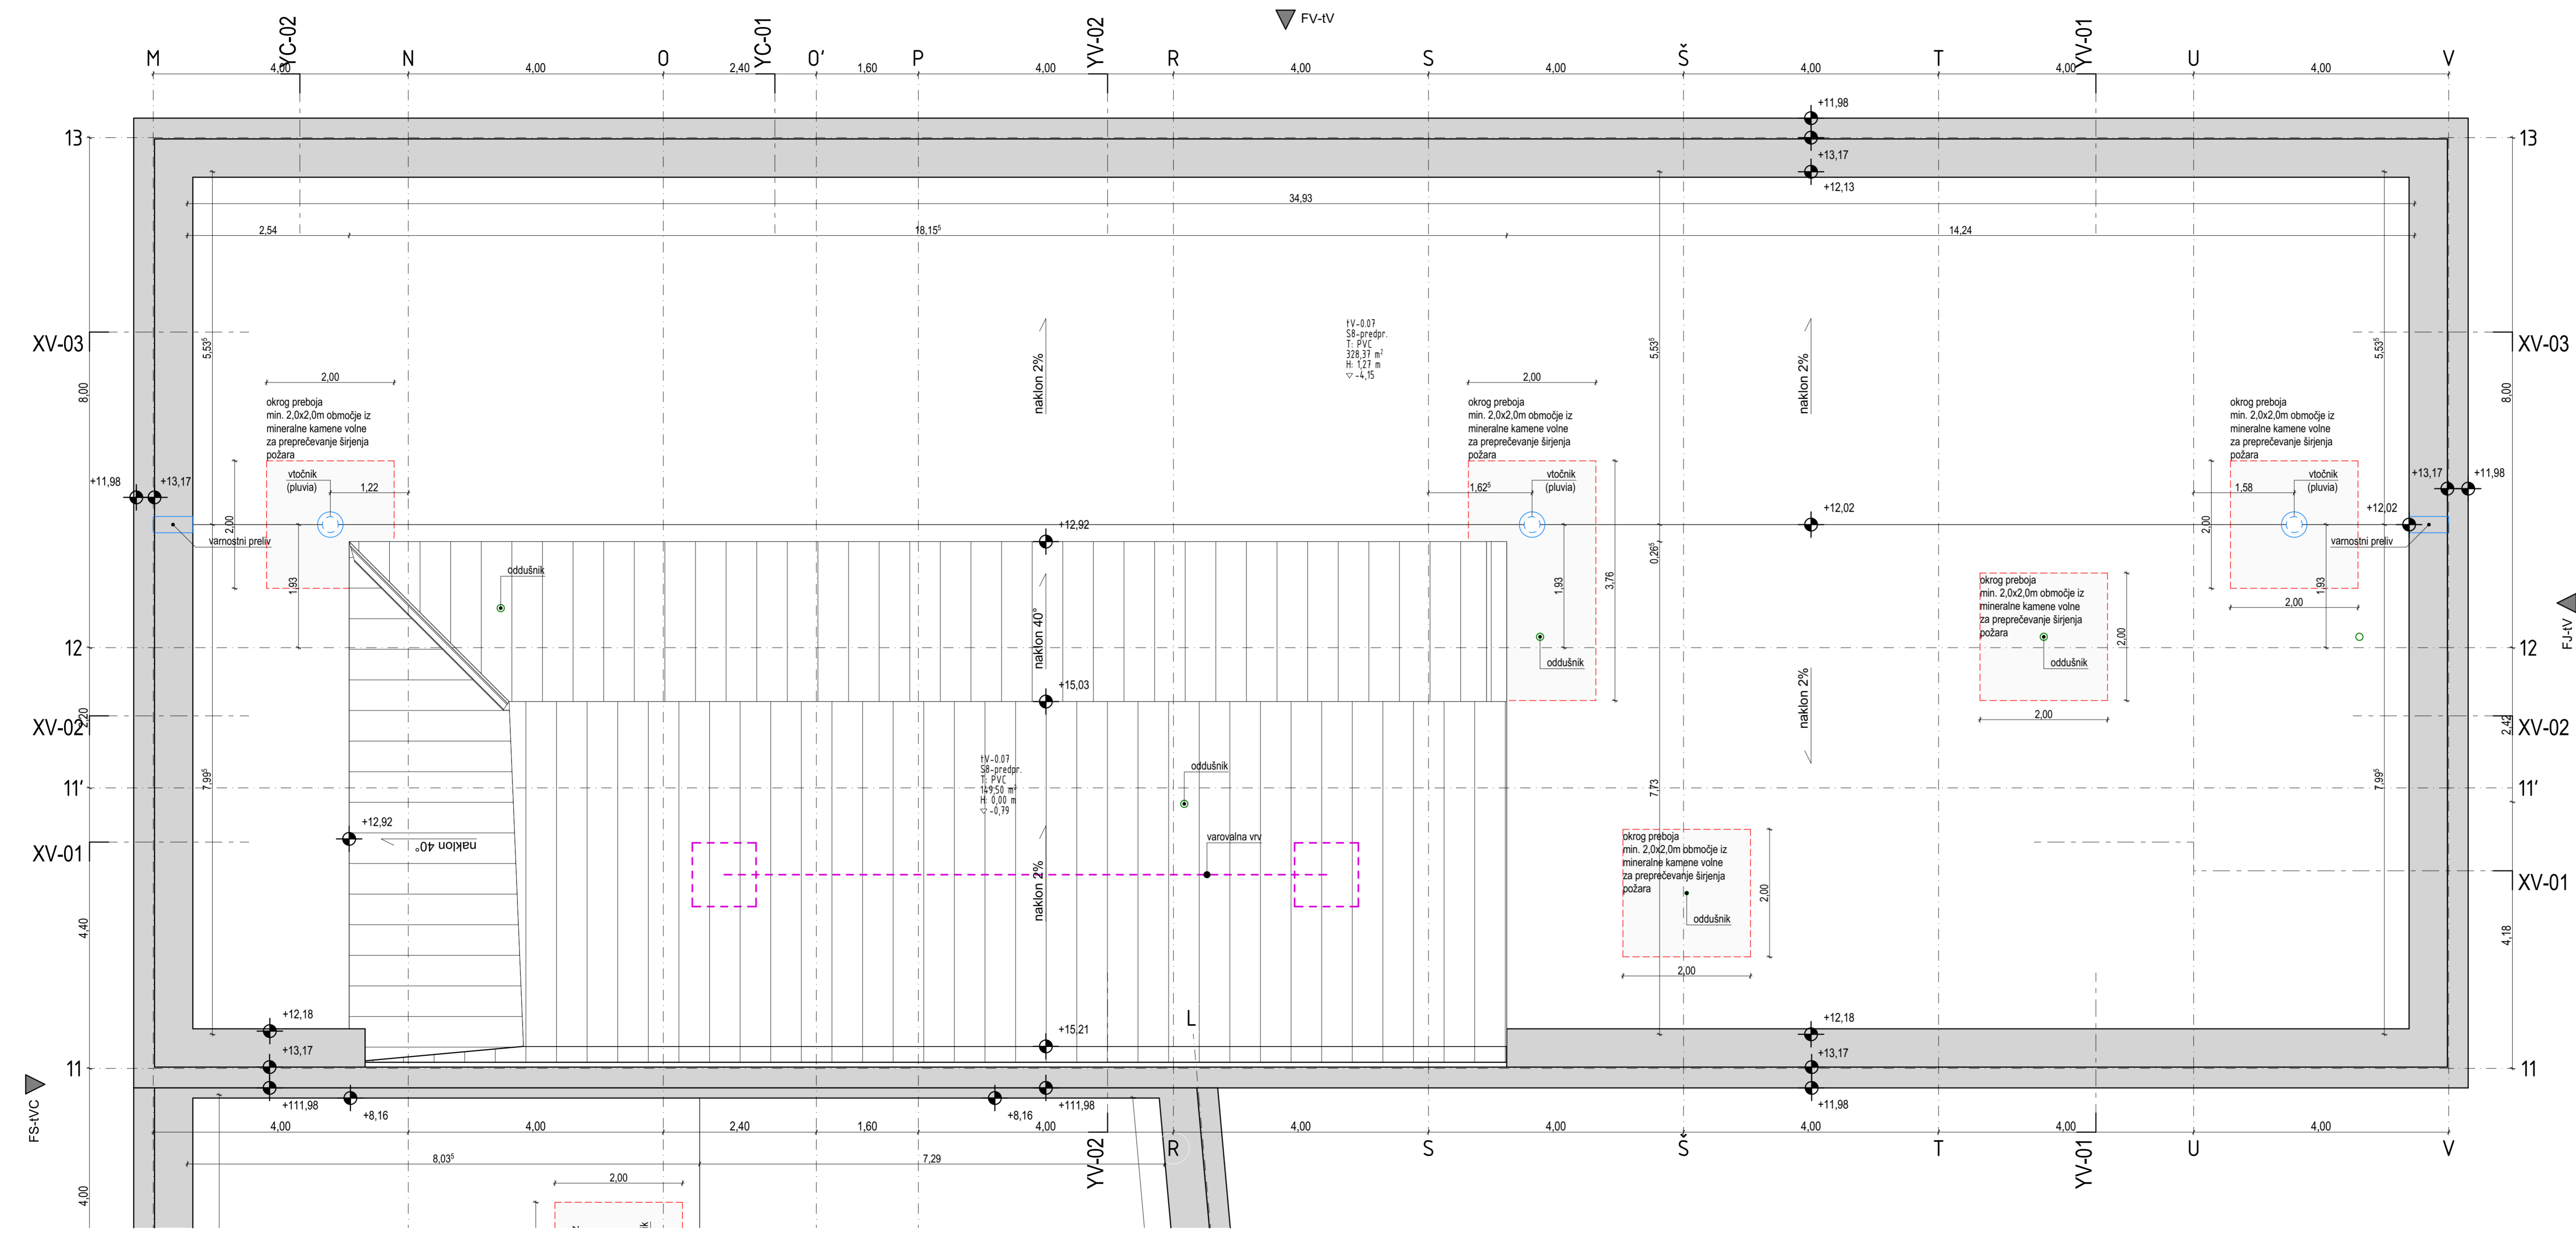 FV-tV
M
YC-02
N
O
YC-01
O'
P
YV-02
R
S
Š
T
YV-01
U
V
4,00
4,00
2,40
1,60
4,00
4,00
4,00
4,00
4,00
4,00
+11,98
13
13
+13,17
+12,13
34,93
2,54
18,15⁵
14,24
XV-03
XV-03
8,00
8,00
5,53⁵
5,53⁵
5,53⁵
naklon 2%
naklon 2%
tV-0.07
S8-predpr.
T: PVC
328,37 m²
H: 1,27 m
▽ -4,15
2,00
okrog preboja
min. 2,0x2,0m območje iz
mineralne kamene volne
za preprečevanje širjenja
požara
vtočnik
(pluvia)
1,22
2,00
1,93
2,00
okrog preboja
min. 2,0x2,0m območje iz
mineralne kamene volne
za preprečevanje širjenja
požara
vtočnik
(pluvia)
1,62⁵
1,93
3,76
oddušnik
okrog preboja
min. 2,0x2,0m območje iz
mineralne kamene volne
za preprečevanje širjenja
požara
vtočnik
(pluvia)
1,58
2,00
2,00
1,93
+11,98
+13,17
varnostni preliv
+13,17
+11,98
+12,02
varnostni preliv
+12,92
+12,02
0,26⁵
oddušnik
naklon 40°
okrog preboja
min. 2,0x2,0m območje iz
mineralne kamene volne
za preprečevanje širjenja
požara
oddušnik
2,00
2,00
FJ-tV
12
12
+15,03
naklon 2%
XV-02
2,20
XV-02
2,42
tV-0.07
S8-predpr.
T: PVC
149,50 m²
H: 0,00 m
▽ -0,79
oddušnik
7,99⁵
7,73
7,99⁵
11'
11'
+12,92
naklon 40°
varovalna vrv
naklon 2%
okrog preboja
min. 2,0x2,0m območje iz
mineralne kamene volne
za preprečevanje širjenja
požara
oddušnik
2,00
2,00
XV-01
XV-01
4,40
4,18
+12,18
+13,17
+15,21
L
+12,18
+13,17
11
11
FS-tVC
+111,98
+8,16
+8,16
+111,98
+11,98
4,00
4,00
2,40
1,60
4,00
4,00
4,00
4,00
4,00
4,00
YV-02
R
S
Š
T
YV-01
U
V
8,03⁵
7,29
2,00
4,00